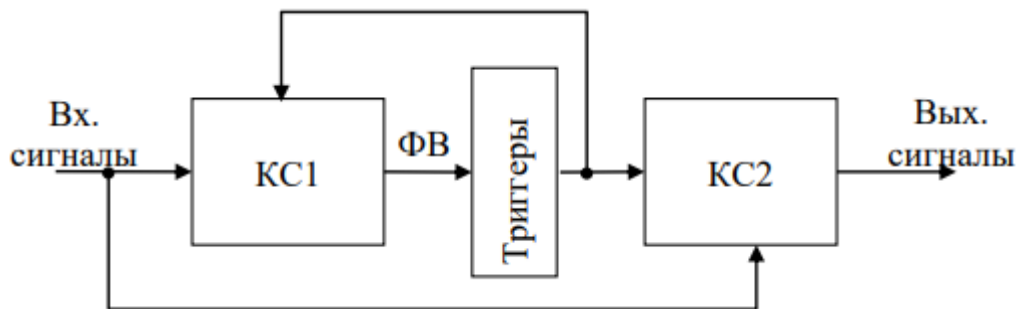 Вх.
сигналы
КС1
ФВ
Триггеры
КС2
Вых.
сигналы